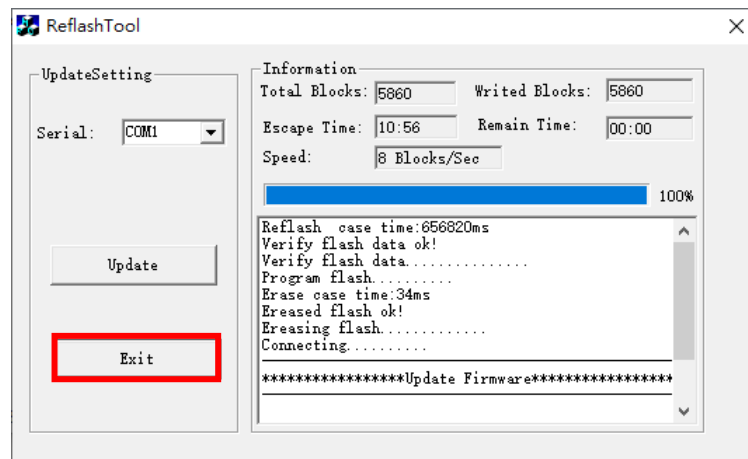 ReflashTool
UpdateSetting
Serial: COM1
Update
Exit
Information
Total Blocks: 5860 Writed Blocks: 5860
Escape Time: 10:56 Remain Time: 00:00
Speed: 8 Blocks/Sec
100%
Reflash  case time:656820ms
Verify flash data ok!
Verify flash data...............
Program flash..........
Erase case time:34ms
Ereased flash ok!
Ereasing flash.............
Connecting..........
*****************Update Firmware*****************